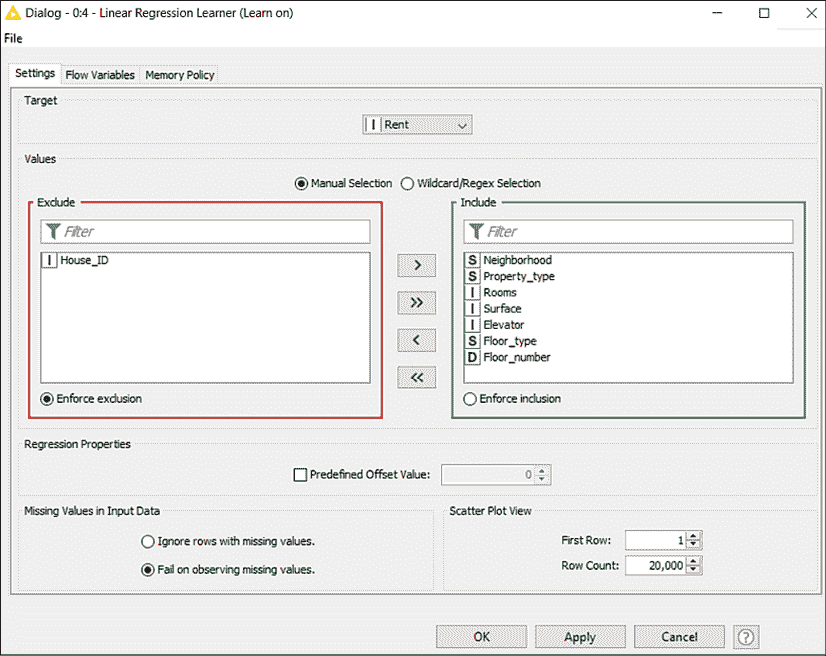 Dialog - 0:4 - Linear Regression Learner (Learn on)
File
Settings Flow Variables Memory Policy
Target
I Rent
Values
Manual Selection Wildcard/Regex Selection
Exclude
Filter
I House_ID
Enforce exclusion
>
>>
<
<<
Include
Filter
S Neighborhood
S Property_type
I Rooms
I Surface
I Elevator
S Floor_type
D Floor_number
Enforce inclusion
Regression Properties
Predefined Offset Value: 0
Missing Values in Input Data
Ignore rows with missing values.
Fail on observing missing values.
Scatter Plot View
First Row: 1
Row Count: 20,000
OK Apply Cancel ?